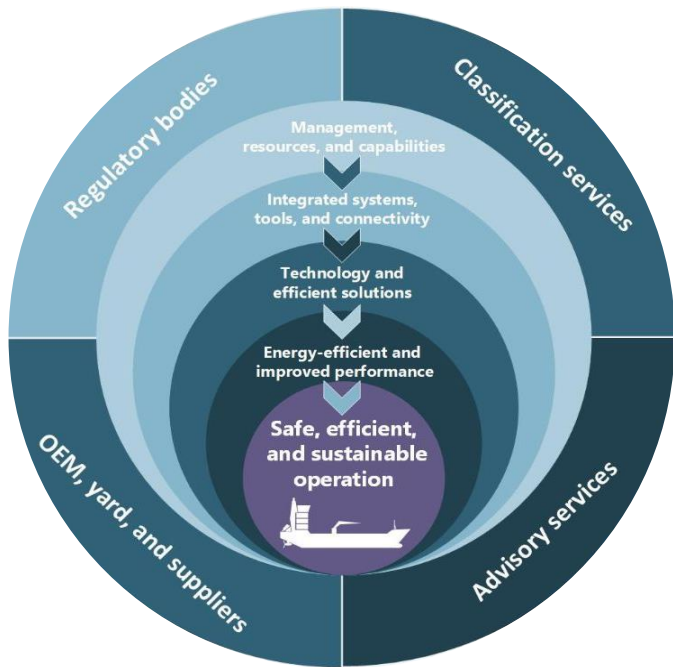 Regulatory bodies
Classification services
Management,
resources, and capabilities
Integrated systems,
tools, and connectivity
Technology and
efficient solutions
Energy-efficient and
improved performance
Safe, efficient,
and sustainable
operation
OEM, yard, and suppliers
Advisory services